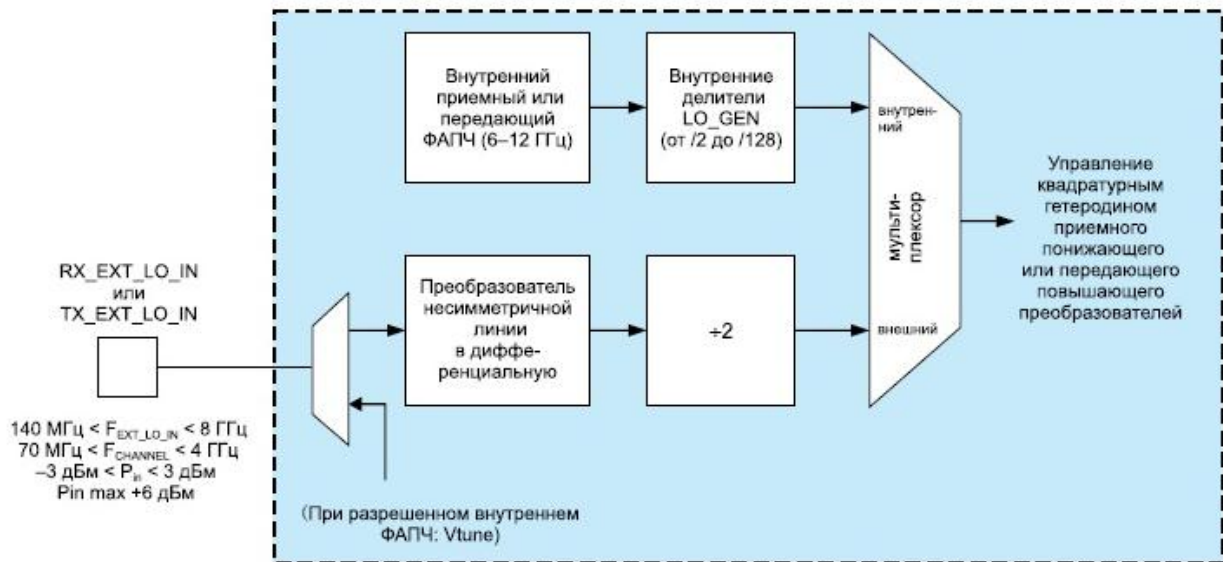 Внутренний
приемный или
передающий
ФАПЧ (6–12 ГГц)
Внутренние
делители
LO_GEN
(от /2 до /128)
внутрен-
ний
мульти-
плексор
внешний
Управление
квадратурным
гетеродином
приемного
понижающего
или передающего
повышающего
преобразователей
RX_EXT_LO_IN
или
TX_EXT_LO_IN
Преобразователь
несимметричной
линии
в диффе-
ренциальную
÷2
140 МГц < F_EXT_LO_IN < 8 ГГц
70 МГц < F_CHANNEL < 4 ГГц
–3 дБм < P_in < 3 дБм
Pin max +6 дБм
(При разрешенном внутреннем
ФАПЧ: Vtune)